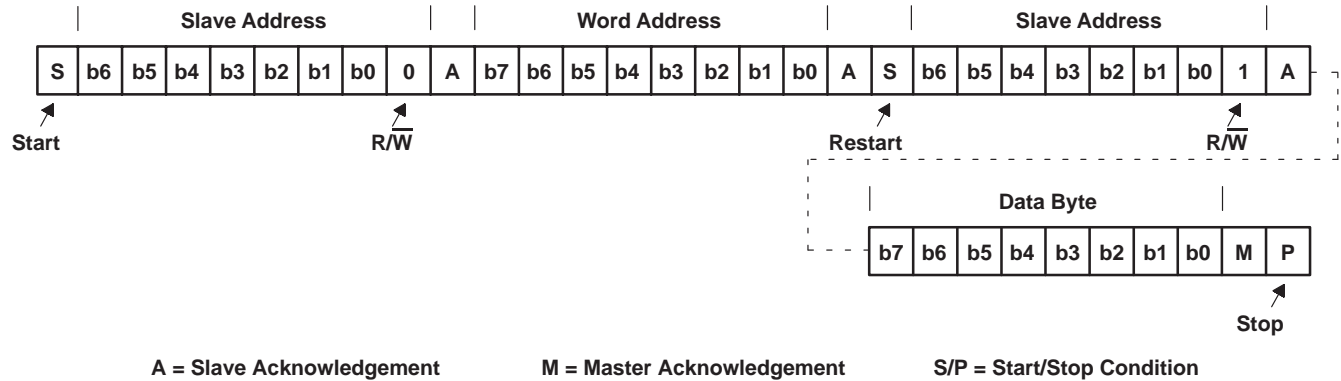 Slave Address Word Address Slave Address
S b6 b5 b4 b3 b2 b1 b0 0 A b7 b6 b5 b4 b3 b2 b1 b0 A S b6 b5 b4 b3 b2 b1 b0 1 A
Start R/W̅ Restart R/W̅
Data Byte
b7 b6 b5 b4 b3 b2 b1 b0 M P
Stop
A = Slave Acknowledgement M = Master Acknowledgement S/P = Start/Stop Condition